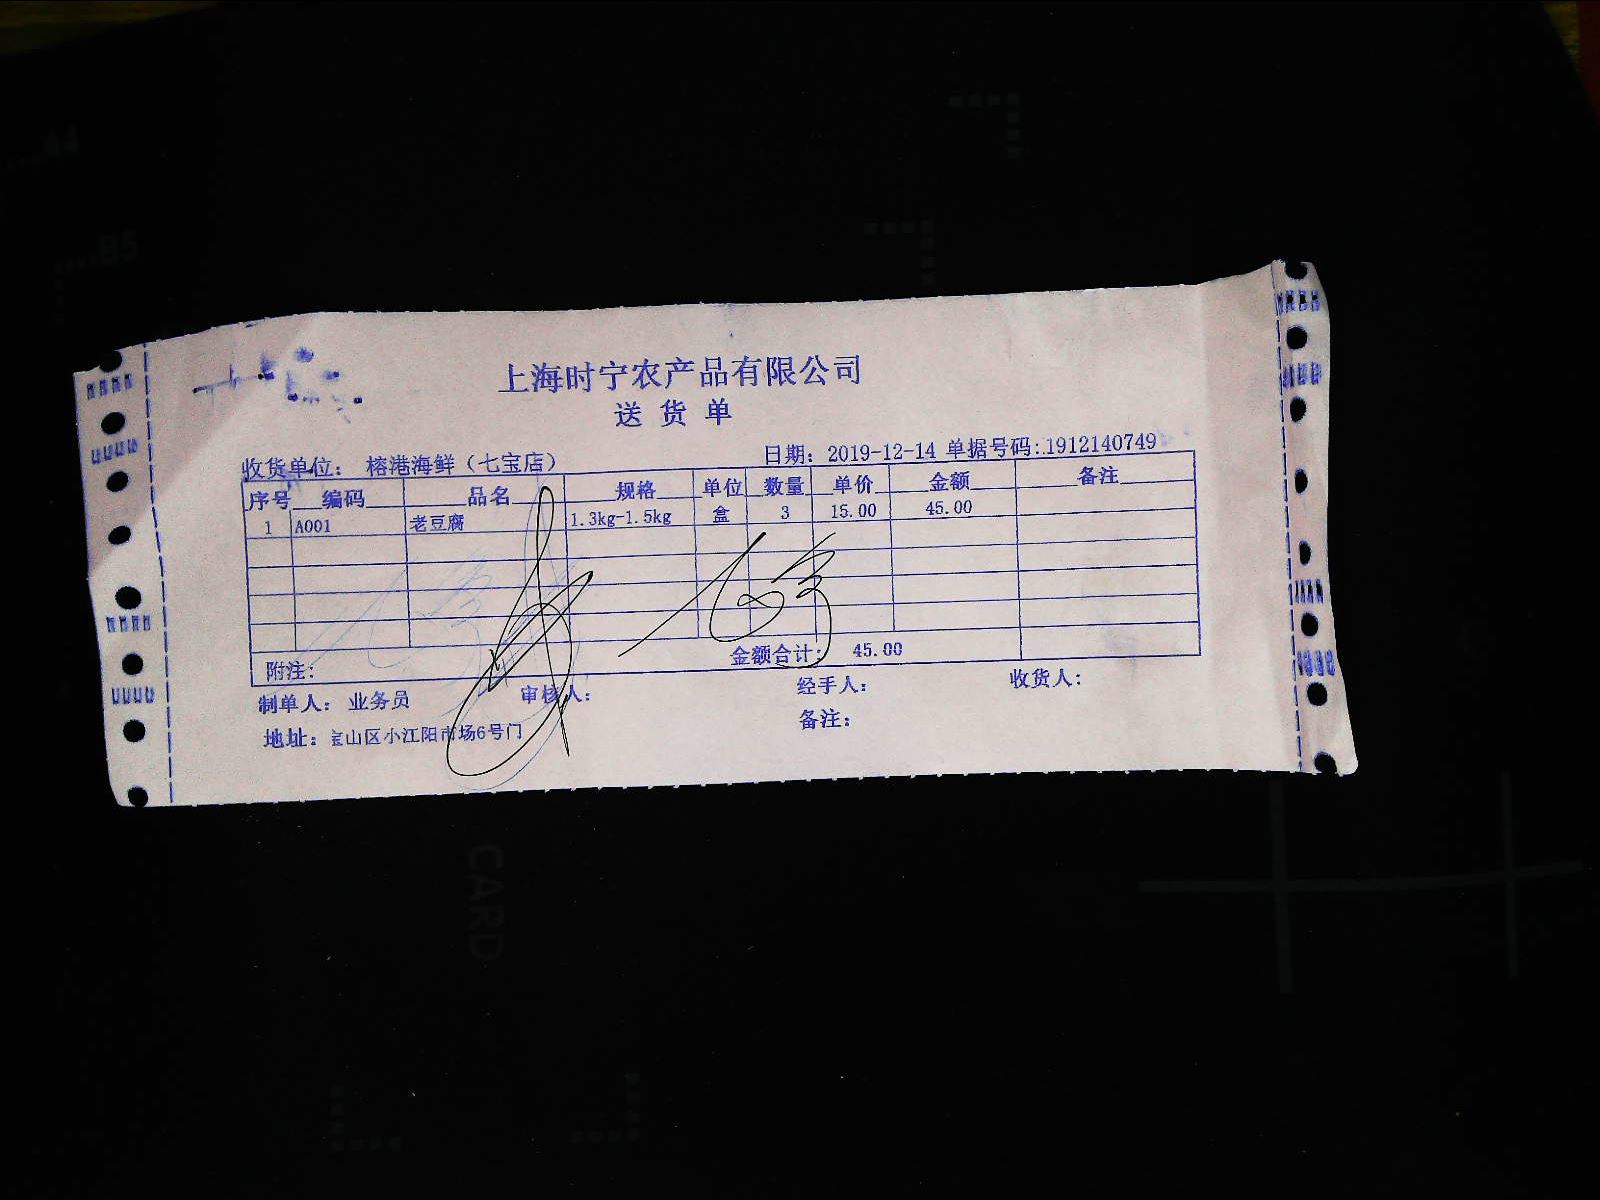 上海时宁农产品有限公司
送货单
收货单位： 榕港海鲜（七宝店） 日期：2019-12-14 单据号码:1912140749
序号 编码 品名 规格 单位 数量 单价 金额 备注
1 A001 老豆腐 1.3kg-1.5kg 盒 3 15.00 45.00
附注： 金额合计： 45.00
制单人：业务员 审核人： 经手人： 收货人：
地址：宝山区小江阳市场6号门 备注：
A4
B5
CARD